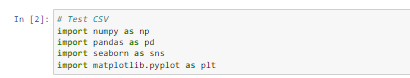 In [2]: # Test CSV
import numpy as np
import pandas as pd
import seaborn as sns
import matplotlib.pyplot as plt